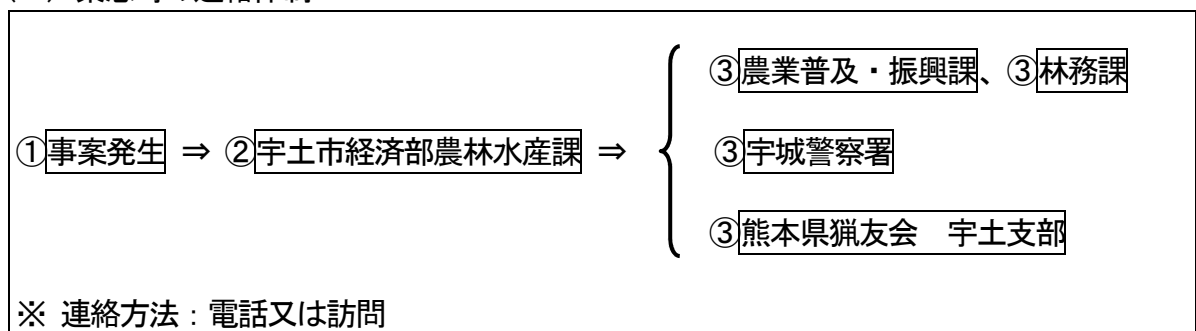 ③農業普及・振興課、③林務課
①事案発生 ⇒ ②宇土市経済部農林水産課 ⇒
③宇城警察署
③熊本県猟友会　宇土支部
※ 連絡方法：電話又は訪問